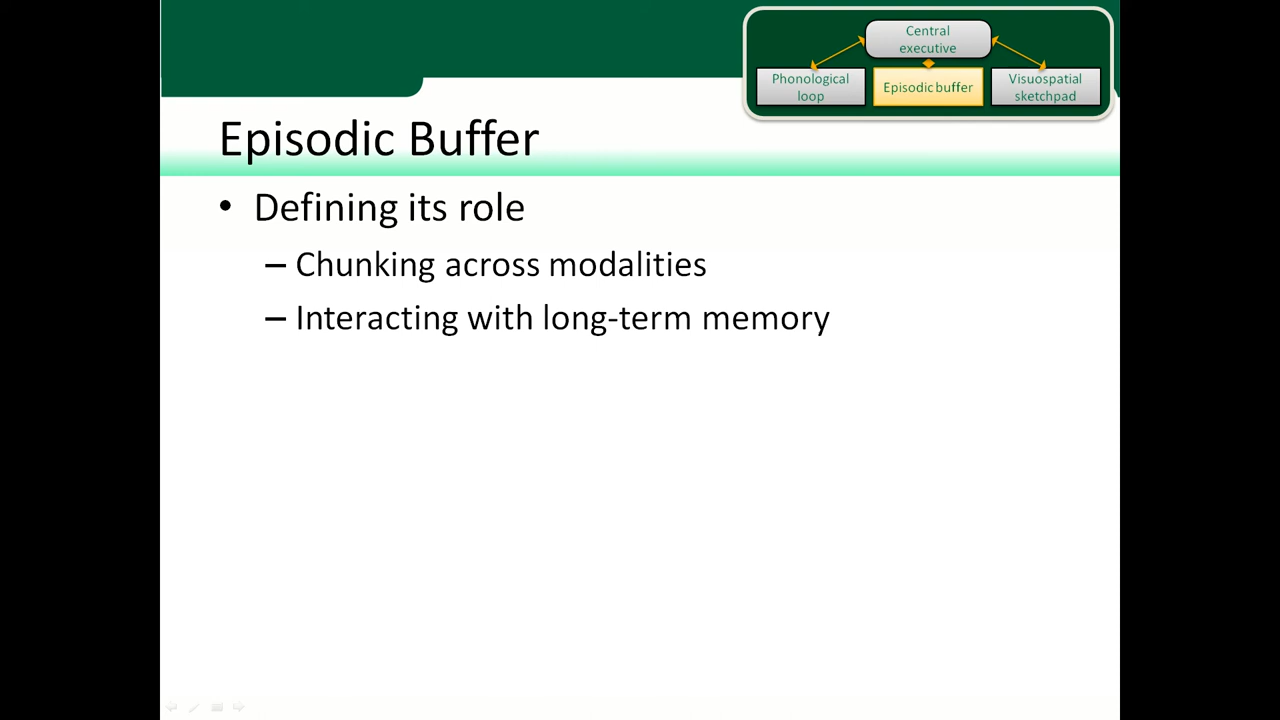 Central
executive
Phonological
loop
Episodic buffer
Visuospatial
sketchpad
Episodic Buffer
• Defining its role
– Chunking across modalities
– Interacting with long-term memory